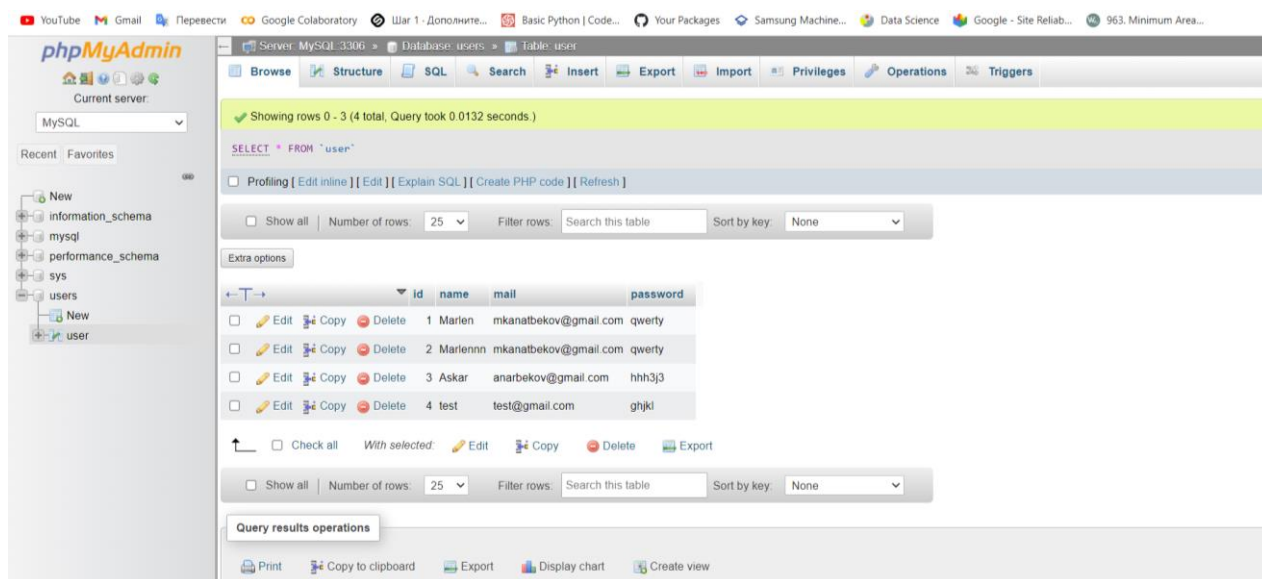 YouTube Gmail Перевести Google Colaboratory Шаг 1 - Дополните... Basic Python | Code... Your Packages Samsung Machine... Data Science Google - Site Reliab... 963. Minimum Area...
phpMyAdmin
Current server:
MySQL
Recent Favorites
New
information_schema
mysql
performance_schema
sys
users
New
user
Server: MySQL:3306 » Database: users » Table: user
Browse Structure SQL Search Insert Export Import Privileges Operations Triggers
Showing rows 0 - 3 (4 total, Query took 0.0132 seconds.)
SELECT * FROM `user`
Profiling [ Edit inline ] [ Edit ] [ Explain SQL ] [ Create PHP code ] [ Refresh ]
Show all | Number of rows: 25 Filter rows: Search this table Sort by key: None
Extra options
←T→ id name mail password
Edit Copy Delete 1 Marlen mkanatbekov@gmail.com qwerty
Edit Copy Delete 2 Marlennn mkanatbekov@gmail.com qwerty
Edit Copy Delete 3 Askar anarbekov@gmail.com hhh3j3
Edit Copy Delete 4 test test@gmail.com ghjkl
Check all With selected: Edit Copy Delete Export
Show all | Number of rows: 25 Filter rows: Search this table Sort by key: None
Query results operations
Print Copy to clipboard Export Display chart Create view